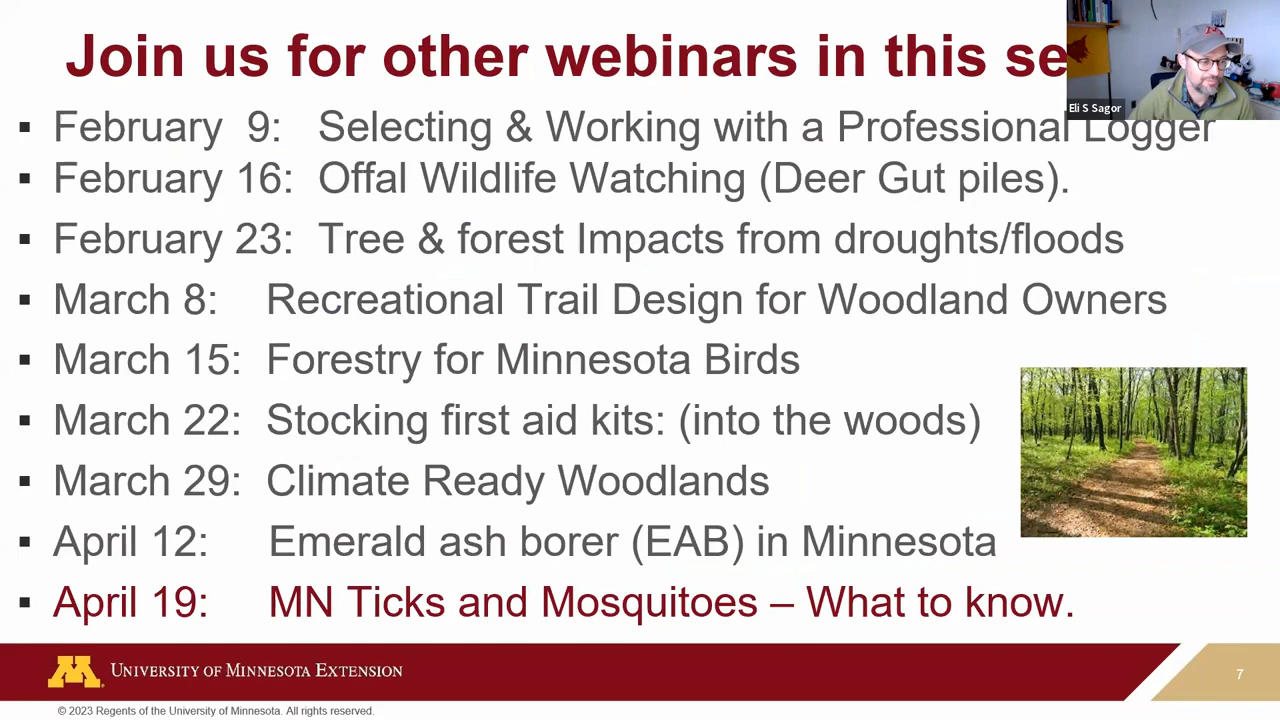 Join us for other webinars in this se
Eli S Sagor
▪ February 9: Selecting & Working with a Professional Logger
▪ February 16: Offal Wildlife Watching (Deer Gut piles).
▪ February 23: Tree & forest Impacts from droughts/floods
▪ March 8: Recreational Trail Design for Woodland Owners
▪ March 15: Forestry for Minnesota Birds
▪ March 22: Stocking first aid kits: (into the woods)
▪ March 29: Climate Ready Woodlands
▪ April 12: Emerald ash borer (EAB) in Minnesota
▪ April 19: MN Ticks and Mosquitoes – What to know.
M UNIVERSITY OF MINNESOTA EXTENSION
7
© 2023 Regents of the University of Minnesota. All rights reserved.